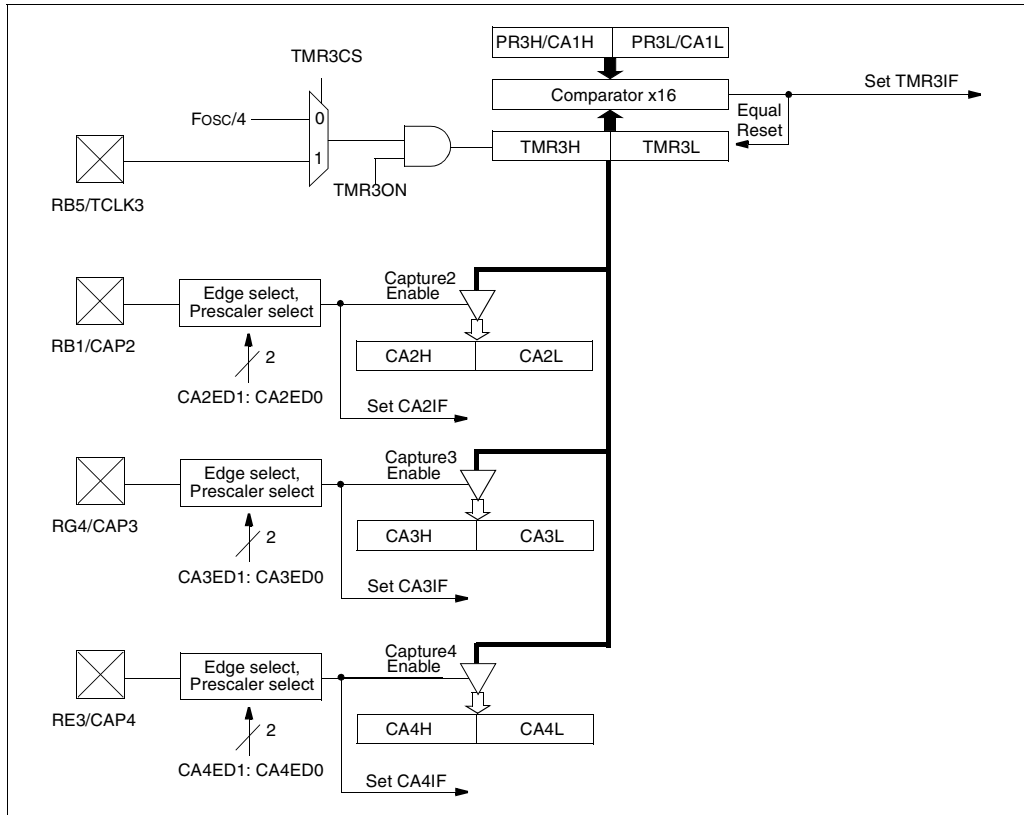 PR3H/CA1H PR3L/CA1L
TMR3CS
Comparator x16
Set TMR3IF
Fosc/4
0
Equal
Reset
1
TMR3H TMR3L
TMR3ON
RB5/TCLK3
Capture2
Enable
Edge select,
Prescaler select
RB1/CAP2
2
CA2H CA2L
CA2ED1: CA2ED0
Set CA2IF
Capture3
Enable
Edge select,
Prescaler select
RG4/CAP3
2
CA3H CA3L
CA3ED1: CA3ED0
Set CA3IF
Capture4
Enable
Edge select,
Prescaler select
RE3/CAP4
2
CA4H CA4L
CA4ED1: CA4ED0
Set CA4IF